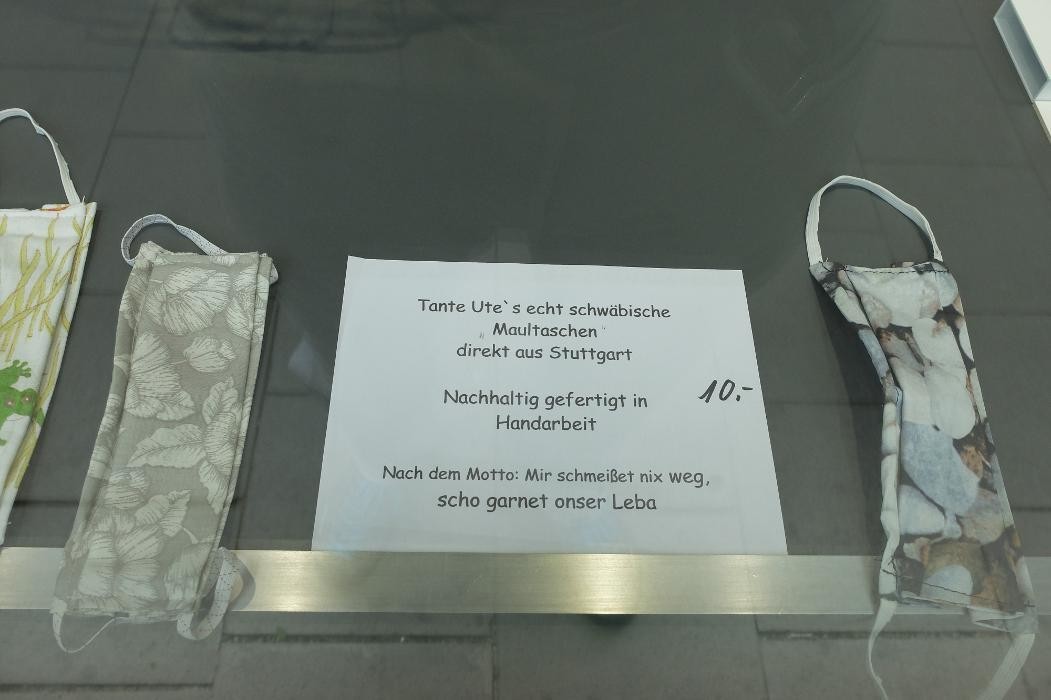 Tante Ute`s echt schwäbische
„Maultaschen"
direkt aus Stuttgart
Nachhaltig gefertigt in
Handarbeit
10.-
Nach dem Motto: Mir schmeißet nix weg,
scho garnet onser Leba